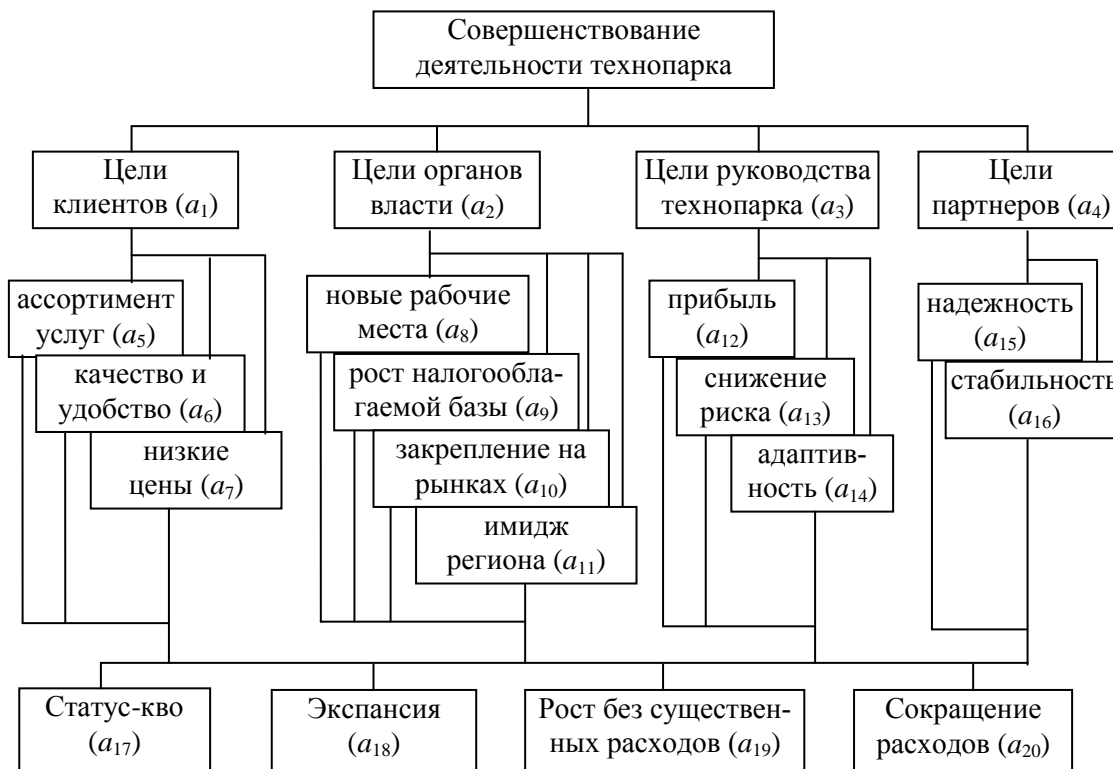 Совершенствование
деятельности технопарка
Цели
клиентов (a1)
Цели органов
власти (a2)
Цели руководства
технопарка (a3)
Цели
партнеров (a4)
ассортимент
услуг (a5)
качество и
удобство (a6)
низкие
цены (a7)
новые рабочие
места (a8)
рост налогообла-
гаемой базы (a9)
закрепление на
рынках (a10)
имидж
региона (a11)
прибыль
(a12)
снижение
риска (a13)
адаптив-
ность (a14)
надежность
(a15)
стабильность
(a16)
Статус-кво
(a17)
Экспансия
(a18)
Рост без существен-
ных расходов (a19)
Сокращение
расходов (a20)